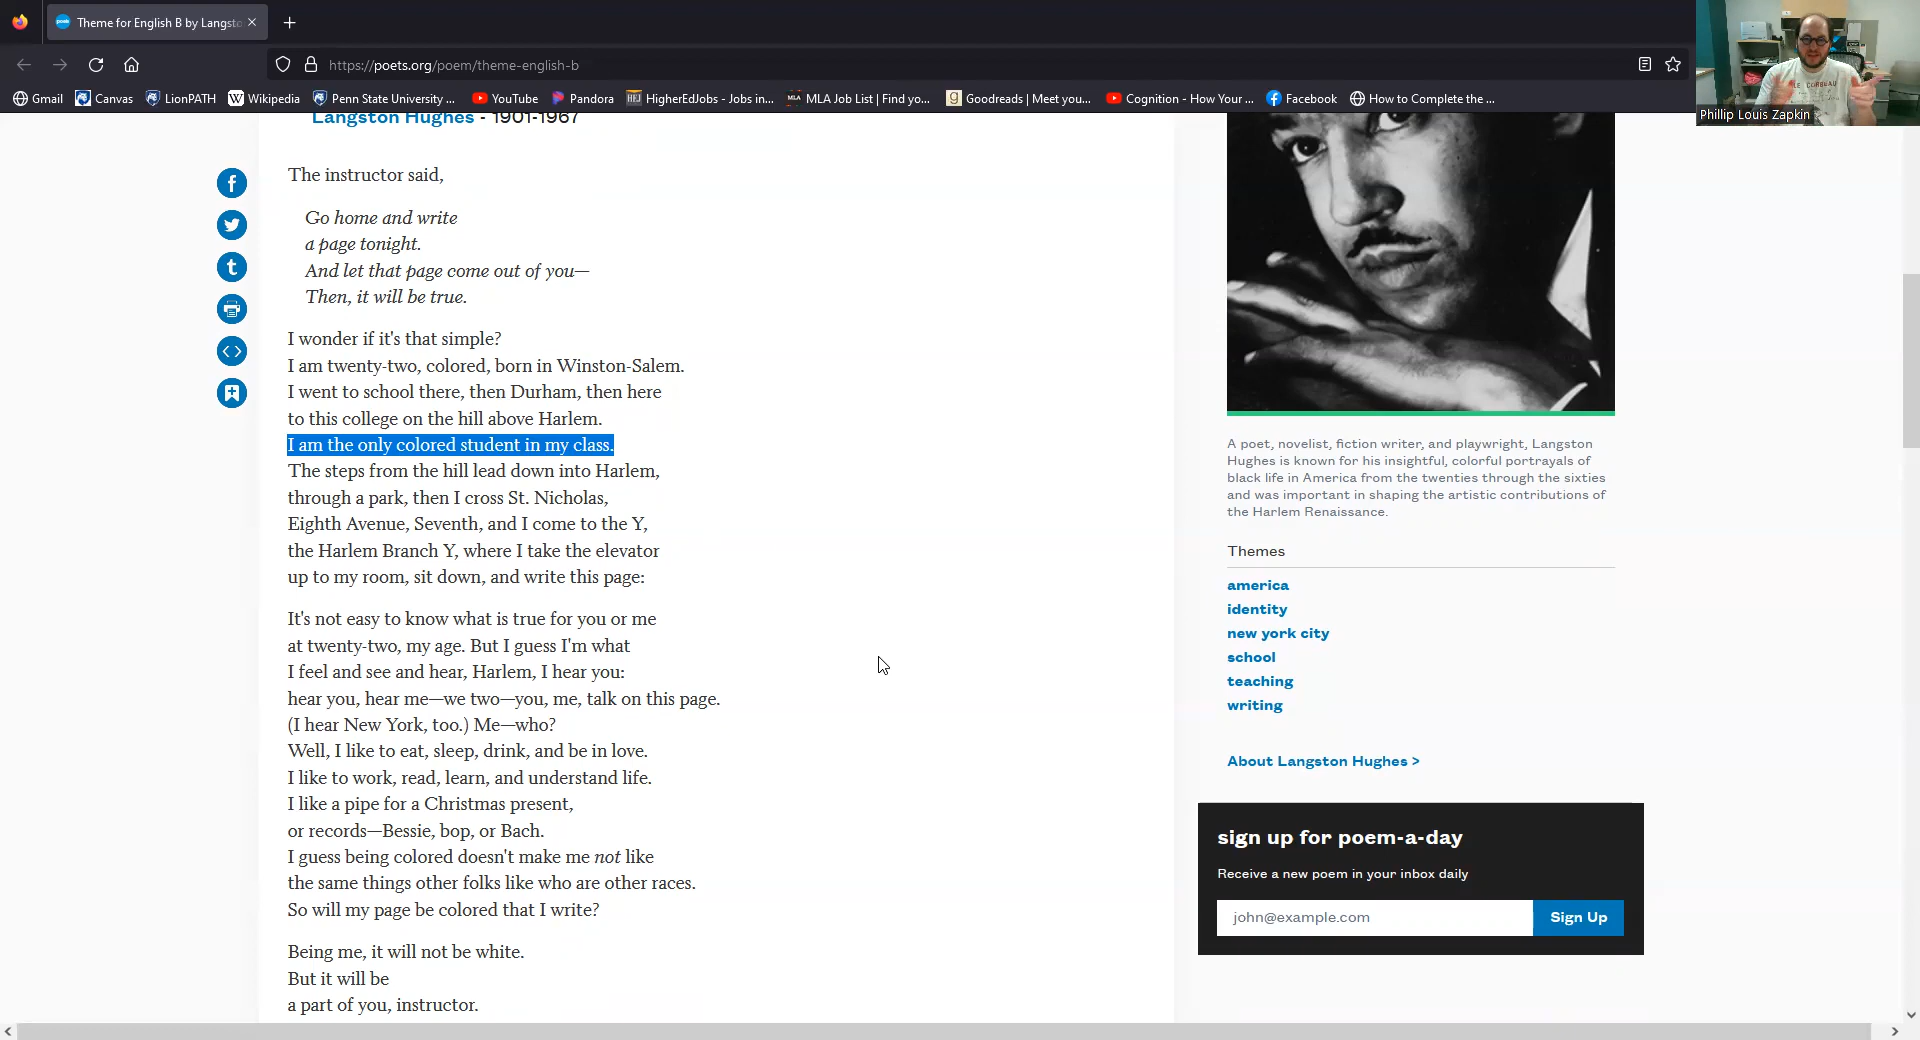 Theme for English B by Langsto
https://poets.org/poem/theme-english-b
Gmail
Canvas
LionPATH
Wikipedia
Penn State University ...
YouTube
Pandora
HigherEdJobs - Jobs in...
MLA Job List | Find yo...
Goodreads | Meet you...
Cognition - How Your ...
Facebook
How to Complete the ...
LE CORBEAU
Phillip Louis Zapkin
Langston Hughes - 1901-1967
The instructor said,
Go home and write
a page tonight.
And let that page come out of you—
Then, it will be true.
I wonder if it's that simple?
I am twenty-two, colored, born in Winston-Salem.
I went to school there, then Durham, then here
to this college on the hill above Harlem.
I am the only colored student in my class.
The steps from the hill lead down into Harlem,
through a park, then I cross St. Nicholas,
Eighth Avenue, Seventh, and I come to the Y,
the Harlem Branch Y, where I take the elevator
up to my room, sit down, and write this page:
It's not easy to know what is true for you or me
at twenty-two, my age. But I guess I'm what
I feel and see and hear, Harlem, I hear you:
hear you, hear me—we two—you, me, talk on this page.
(I hear New York, too.) Me—who?
Well, I like to eat, sleep, drink, and be in love.
I like to work, read, learn, and understand life.
I like a pipe for a Christmas present,
or records—Bessie, bop, or Bach.
I guess being colored doesn't make me not like
the same things other folks like who are other races.
So will my page be colored that I write?
Being me, it will not be white.
But it will be
a part of you, instructor.
A poet, novelist, fiction writer, and playwright, Langston
Hughes is known for his insightful, colorful portrayals of
black life in America from the twenties through the sixties
and was important in shaping the artistic contributions of
the Harlem Renaissance.
Themes
america
identity
new york city
school
teaching
writing
About Langston Hughes >
sign up for poem-a-day
Receive a new poem in your inbox daily
john@example.com
Sign Up